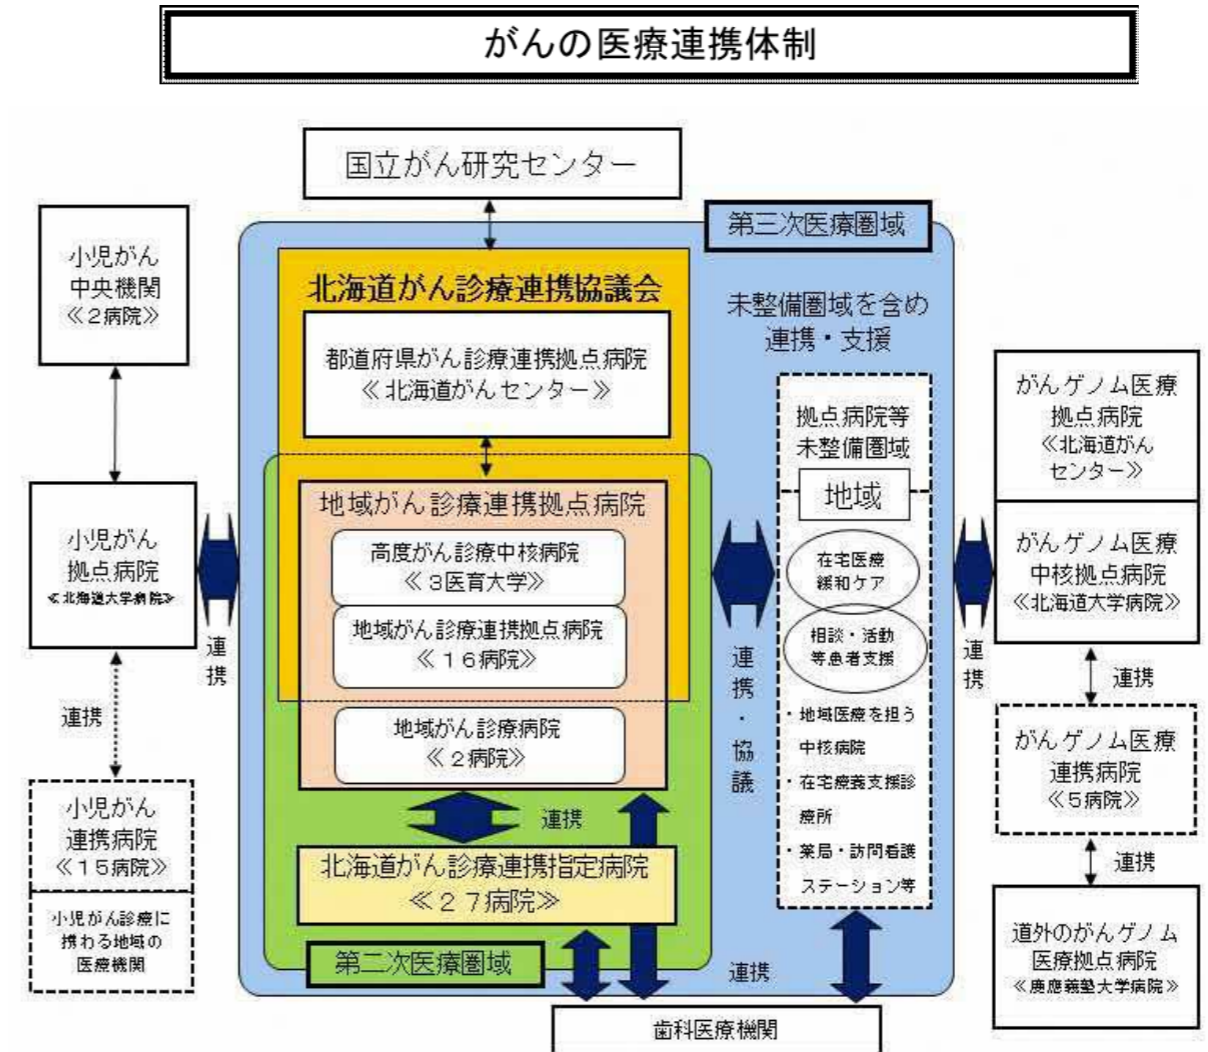 がんの医療連携体制
国立がん研究センター
第三次医療圏域
小児がん
中央機関
≪2病院≫
北海道がん診療連携協議会
都道府県がん診療連携拠点病院
≪北海道がんセンター≫
未整備圏域を含め
連携・支援
拠点病院等
未整備圏域
地域
在宅医療
緩和ケア
相談・活動
等患者支援
・地域医療を担う
中核病院
・在宅療養支援診
療所
・薬局・訪問看護
ステーション等
がんゲノム医療
拠点病院
≪北海道がん
センター≫
がんゲノム医療
中核拠点病院
≪北海道大学病院≫
連携
がんゲノム医療
連携病院
≪5病院≫
連携
道外のがんゲノム
医療拠点病院
≪慶應義塾大学病院≫
小児がん
拠点病院
≪北海道大学病院≫
連携
連携
小児がん
連携病院
≪15病院≫
小児がん診療に
携わる地域の
医療機関
地域がん診療連携拠点病院
高度がん診療中核病院
≪3医育大学≫
地域がん診療連携拠点病院
≪16病院≫
地域がん診療病院
≪2病院≫
連携
連携・協議
連携
北海道がん診療連携指定病院
≪27病院≫
第二次医療圏域
連携
歯科医療機関